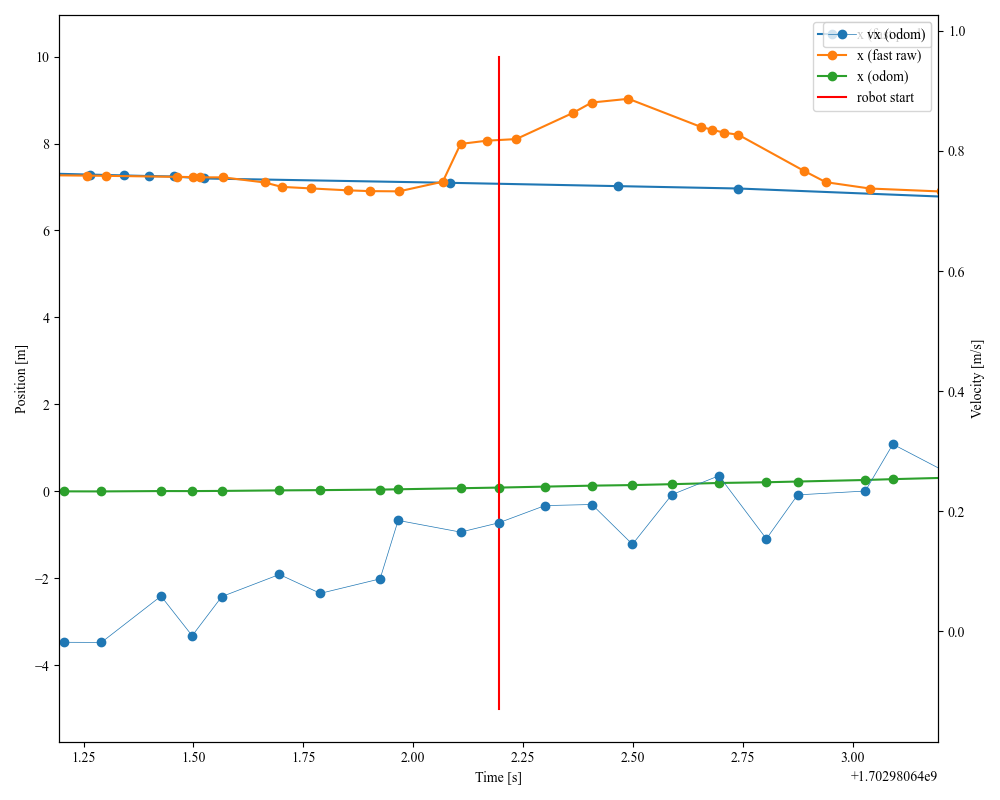 10
8
6
4
2
0
−2
−4
Position [m]
1.0
0.8
0.6
0.4
0.2
0.0
Velocity [m/s]
vx (odom)
x (fast raw)
x (odom)
robot start
1.25 1.50 1.75 2.00 2.25 2.50 2.75 3.00
Time [s]
+1.70298064e9